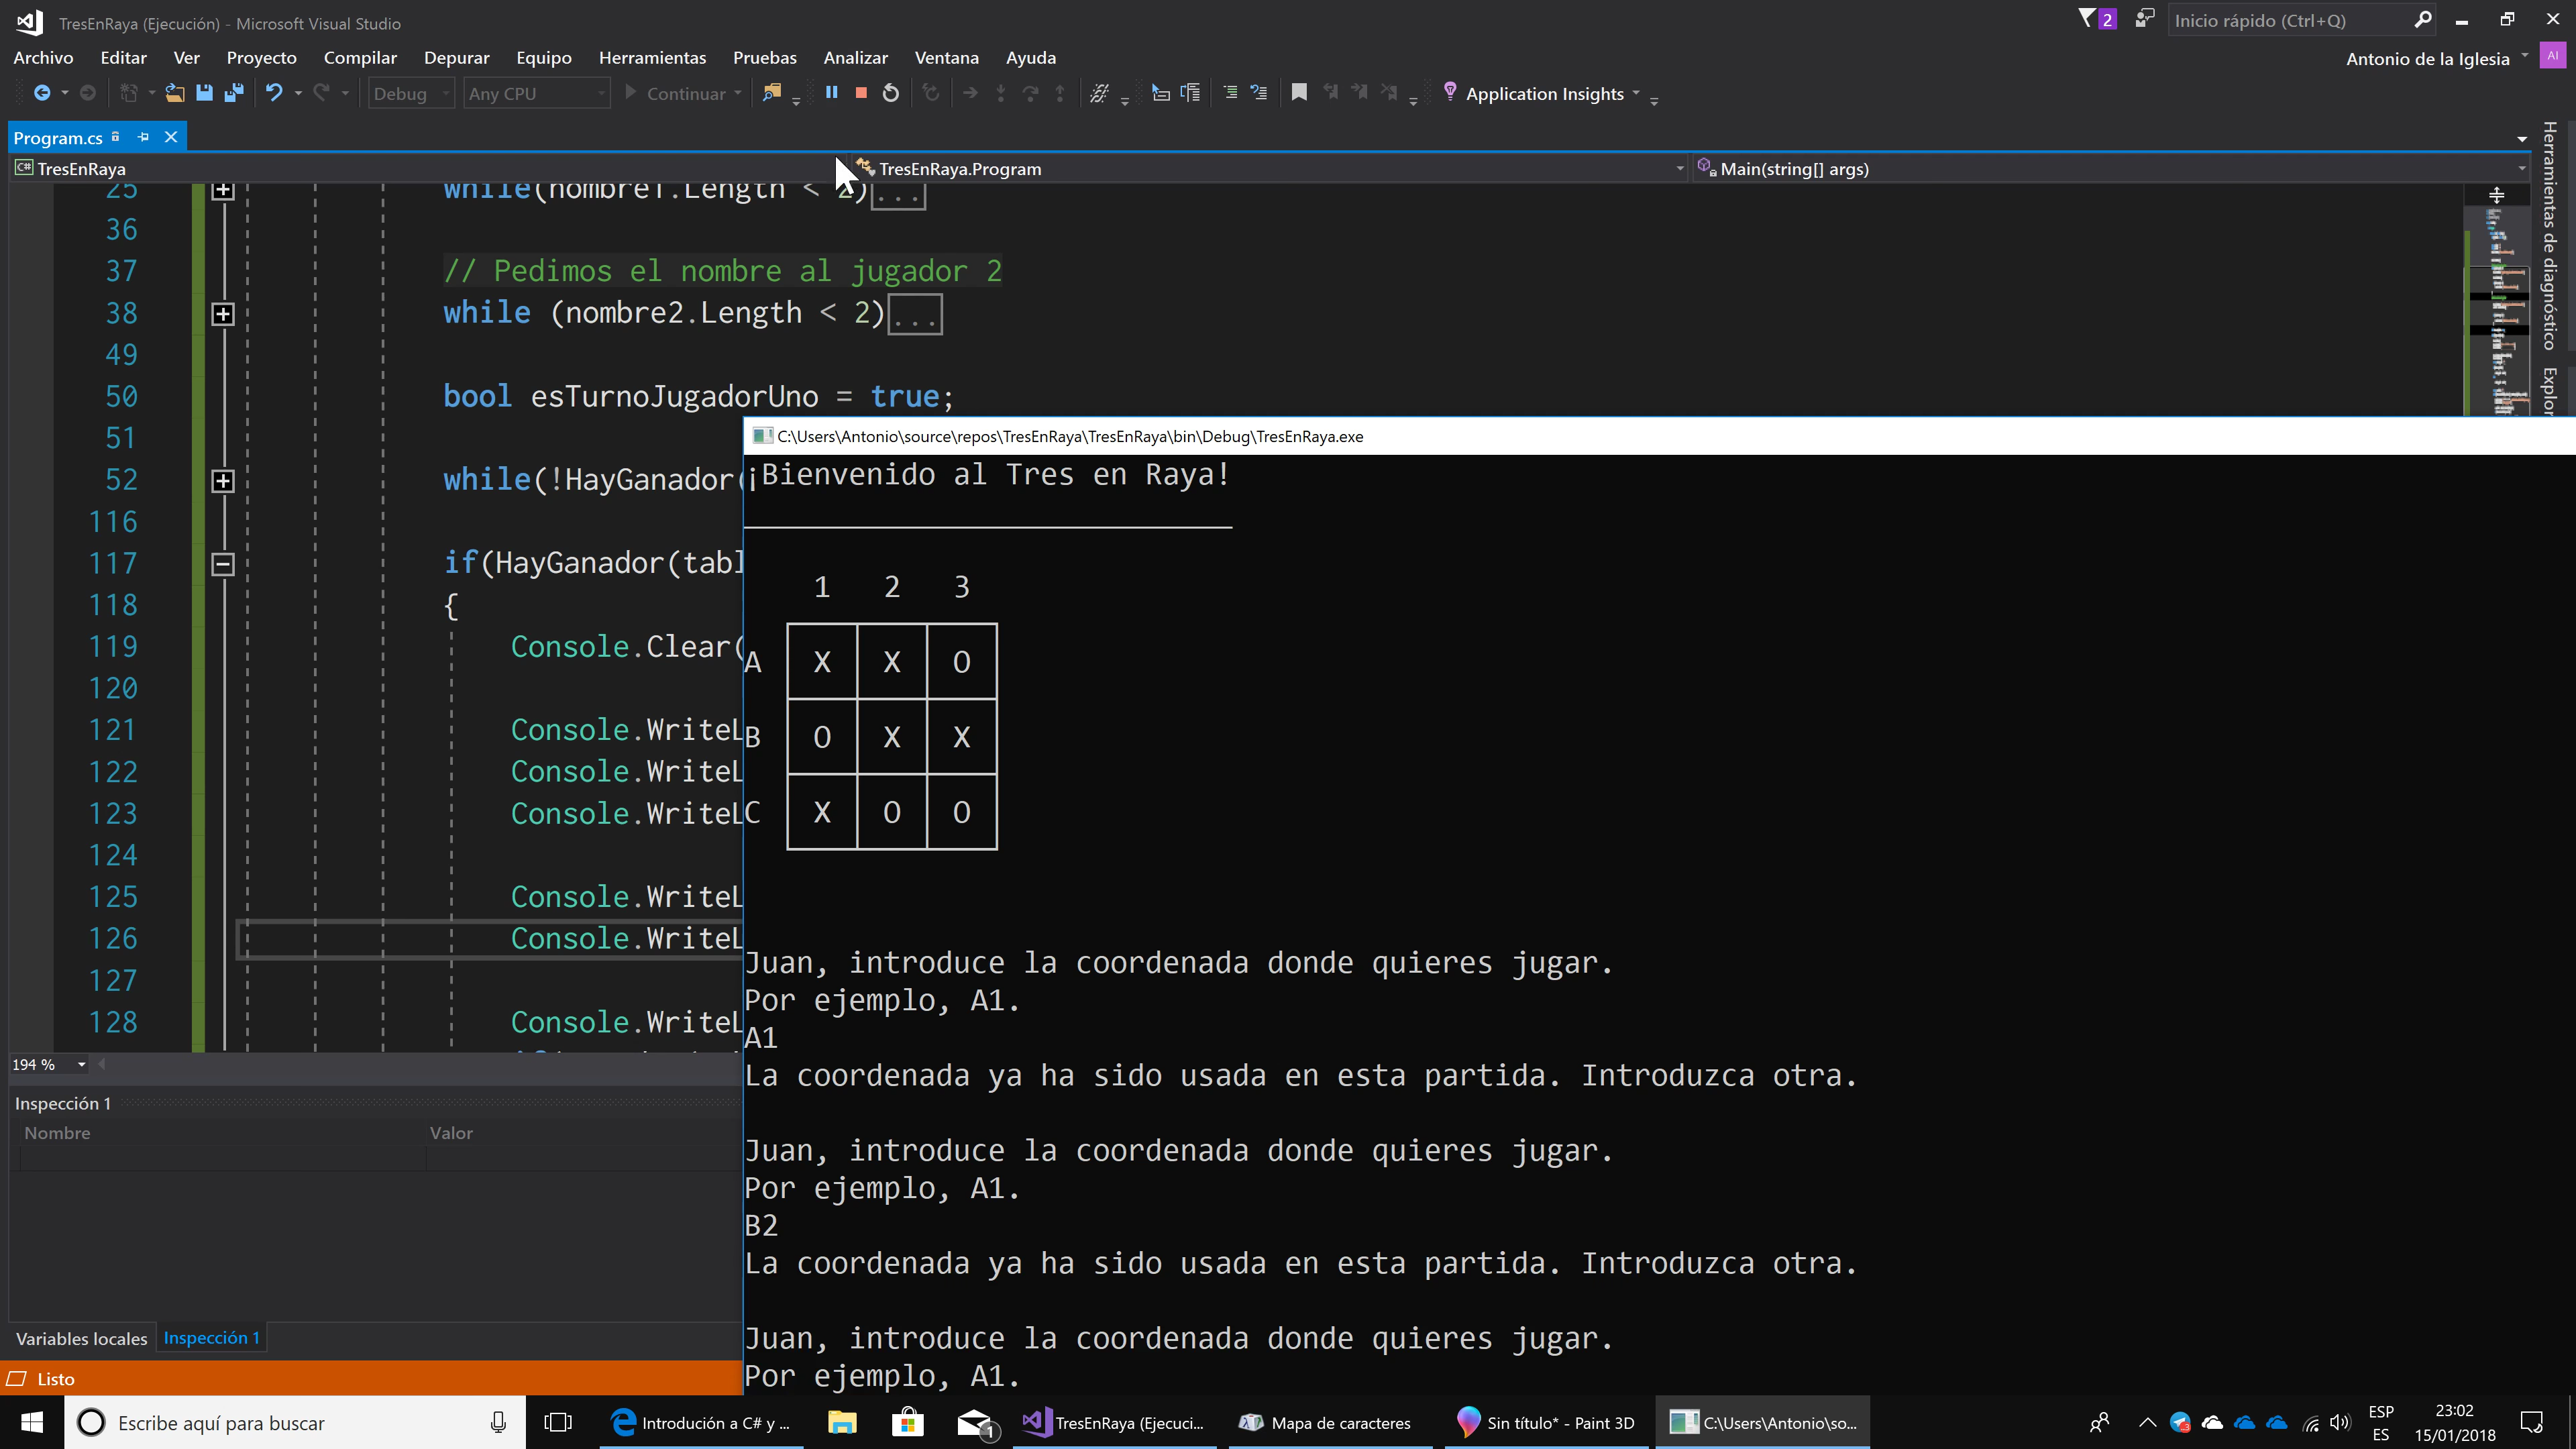 TresEnRaya (Ejecución) - Microsoft Visual Studio
2
Inicio rápido (Ctrl+Q)
Archivo Editar Ver Proyecto Compilar Depurar Equipo Herramientas Pruebas Analizar Ventana Ayuda
Antonio de la Iglesia AI
Debug Any CPU Continuar Application Insights
Program.cs
TresEnRaya TresEnRaya.Program Main(string[] args)
Herramientas de diagnóstico
25 while(nombre1.Length < 2)...
36
37 // Pedimos el nombre al jugador 2
38 while (nombre2.Length < 2)...
49
50 bool esTurnoJugadorUno = true;
51
52 while(!HayGanador(
116
117 if(HayGanador(tabl
118 {
119 Console.Clear(
120
121 Console.WriteL
122 Console.WriteL
123 Console.WriteL
124
125 Console.WriteL
126 Console.WriteL
127
128 Console.WriteL
194 %
Inspección 1
Nombre Valor
Variables locales Inspección 1
Listo
C:\Users\Antonio\source\repos\TresEnRaya\TresEnRaya\bin\Debug\TresEnRaya.exe
¡Bienvenido al Tres en Raya!
1 2 3
A X X O
B O X X
C X O O
Juan, introduce la coordenada donde quieres jugar.
Por ejemplo, A1.
A1
La coordenada ya ha sido usada en esta partida. Introduzca otra.
Juan, introduce la coordenada donde quieres jugar.
Por ejemplo, A1.
B2
La coordenada ya ha sido usada en esta partida. Introduzca otra.
Juan, introduce la coordenada donde quieres jugar.
Por ejemplo, A1.
Escribe aquí para buscar
Introducción a C# y ...
1
TresEnRaya (Ejecuci...
Mapa de caracteres
Sin título* - Paint 3D
C:\Users\Antonio\so...
ESP
ES
23:02
15/01/2018